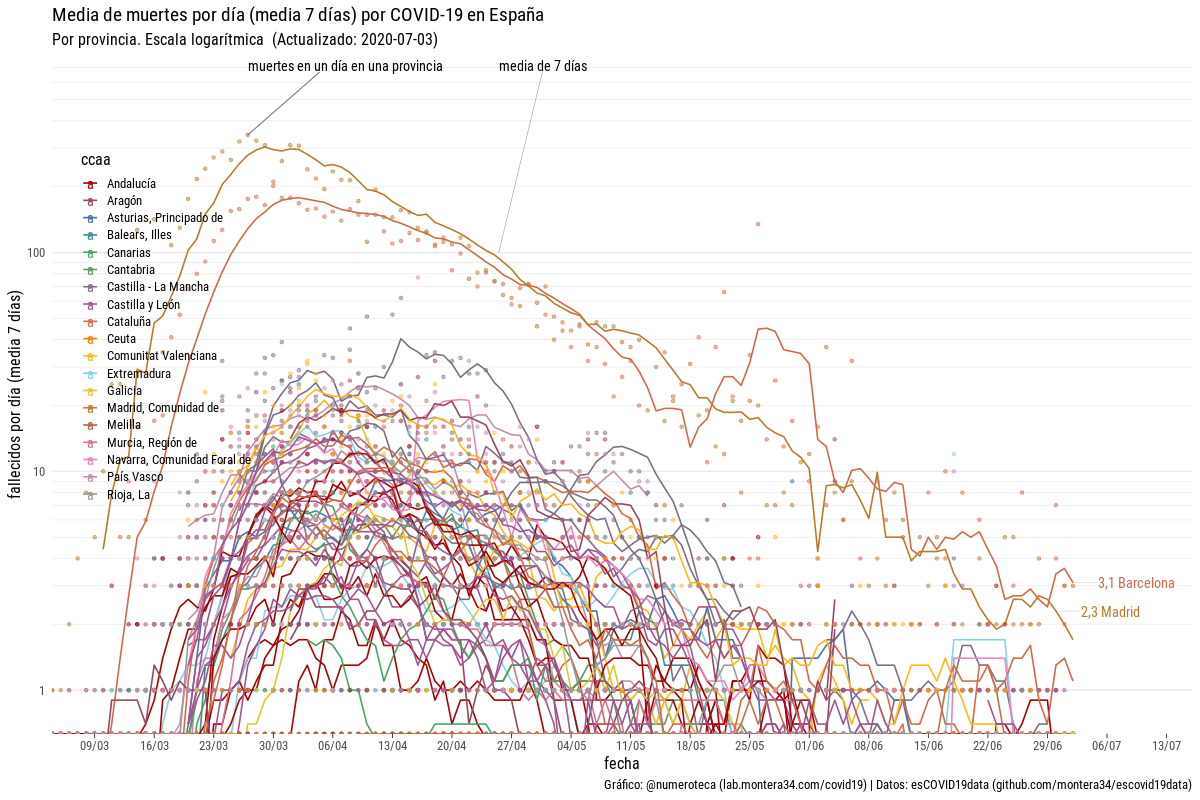 Media de muertes por día (media 7 días) por COVID-19 en España
Por provincia. Escala logarítmica (Actualizado: 2020-07-03)
muertes en un día en una provincia
media de 7 días
fallecidos por día (media 7 días)
100
10
1
ccaa
Andalucía
Aragón
Asturias, Principado de
Balears, Illes
Canarias
Cantabria
Castilla - La Mancha
Castilla y León
Cataluña
Ceuta
Comunitat Valenciana
Extremadura
Galicia
Madrid, Comunidad de
Melilla
Murcia, Región de
Navarra, Comunidad Foral de
País Vasco
Rioja, La
3,1 Barcelona
2,3 Madrid
09/03 16/03 23/03 30/03 06/04 13/04 20/04 27/04 04/05 11/05 18/05 25/05 01/06 08/06 15/06 22/06 29/06 06/07 13/07
fecha
Gráfico: @numeroteca (lab.montera34.com/covid19) | Datos: esCOVID19data (github.com/montera34/escovid19data)